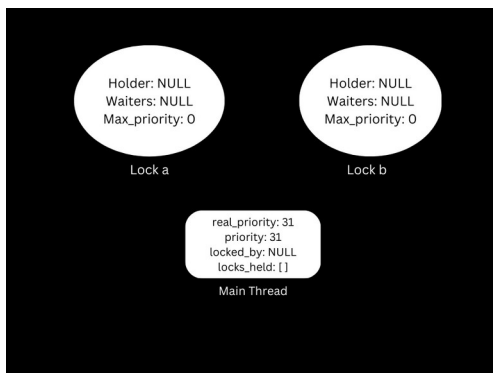 Holder: NULL
Waiters: NULL
Max_priority: 0
Lock a
Holder: NULL
Waiters: NULL
Max_priority: 0
Lock b
real_priority: 31
priority: 31
locked_by: NULL
locks_held: [ ]
Main Thread